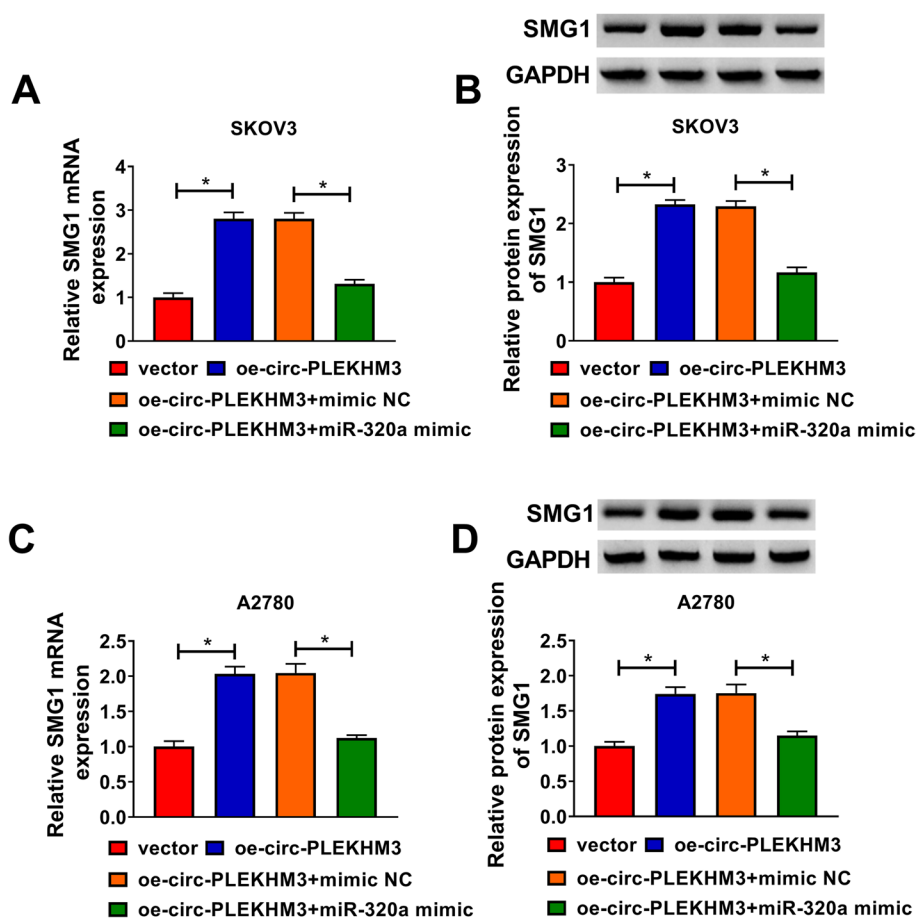 A
SKOV3
Relative SMG1 mRNA
expression
4
3
2
1
0
*
*
vector
oe-circ-PLEKHM3
oe-circ-PLEKHM3+mimic NC
oe-circ-PLEKHM3+miR-320a mimic
B
SMG1
GAPDH
SKOV3
Relative protein expression
of SMG1
3
2
1
0
*
*
vector
oe-circ-PLEKHM3
oe-circ-PLEKHM3+mimic NC
oe-circ-PLEKHM3+miR-320a mimic
C
A2780
Relative SMG1 mRNA
expression
2.5
2.0
1.5
1.0
0.5
0.0
*
*
vector
oe-circ-PLEKHM3
oe-circ-PLEKHM3+mimic NC
oe-circ-PLEKHM3+miR-320a mimic
D
SMG1
GAPDH
A2780
Relative protein expression
of SMG1
2.5
2.0
1.5
1.0
0.5
0.0
*
*
vector
oe-circ-PLEKHM3
oe-circ-PLEKHM3+mimic NC
oe-circ-PLEKHM3+miR-320a mimic